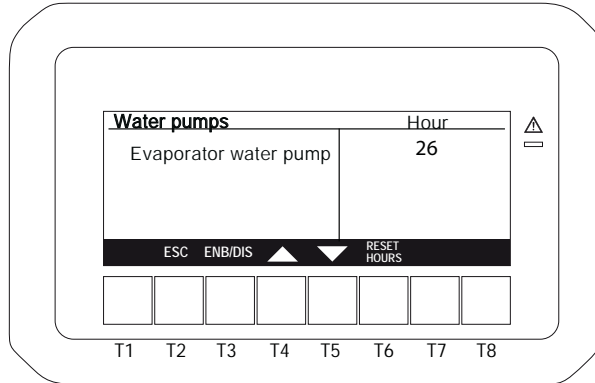 Water pumps Hour
Evaporator water pump 26
ESC ENB/DIS RESET HOURS
T1 T2 T3 T4 T5 T6 T7 T8